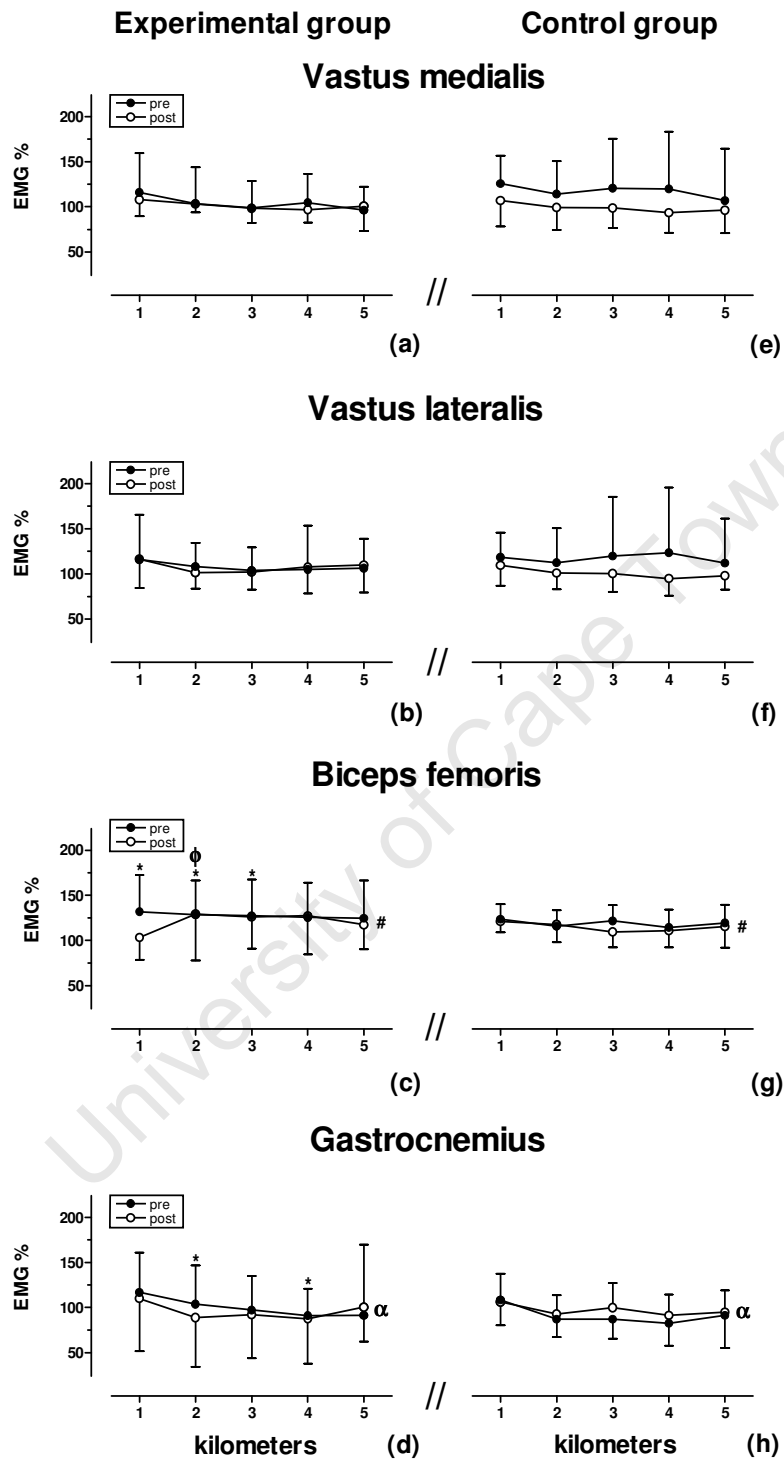 Experimental group Control group
Vastus medialis
pre
post
200
150
100
50
EMG %
1 2 3 4 5 // 1 2 3 4 5
(a) (e)
Vastus lateralis
pre
post
200
150
100
50
EMG %
1 2 3 4 5 // 1 2 3 4 5
(b) (f)
Biceps femoris
pre
post
200
150
100
50
EMG %
* ϕ * * # #
1 2 3 4 5 // 1 2 3 4 5
(c) (g)
Gastrocnemius
pre
post
200
150
100
50
EMG %
* * α α
1 2 3 4 5 // 1 2 3 4 5
kilometers (d) kilometers (h)
University of Cape Town